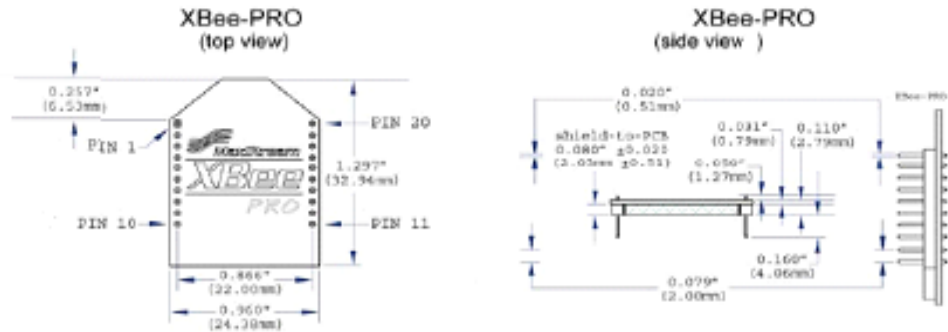 XBee-PRO
(top view)
0.257"
(6.53mm)
PIN 1
PIN 20
MaxStream
XBee
PRO
1.297"
(32.94mm)
PIN 10
PIN 11
0.866"
(22.00mm)
0.960"
(24.38mm)
XBee-PRO
(side view )
0.020"
(0.51mm)
XBee-PRO
shield-to-PCB
0.080" ±0.020
(2.03mm ±0.51)
0.031"
(0.79mm)
0.110"
(2.79mm)
0.050"
(1.27mm)
0.160"
(4.06mm)
0.079"
(2.00mm)